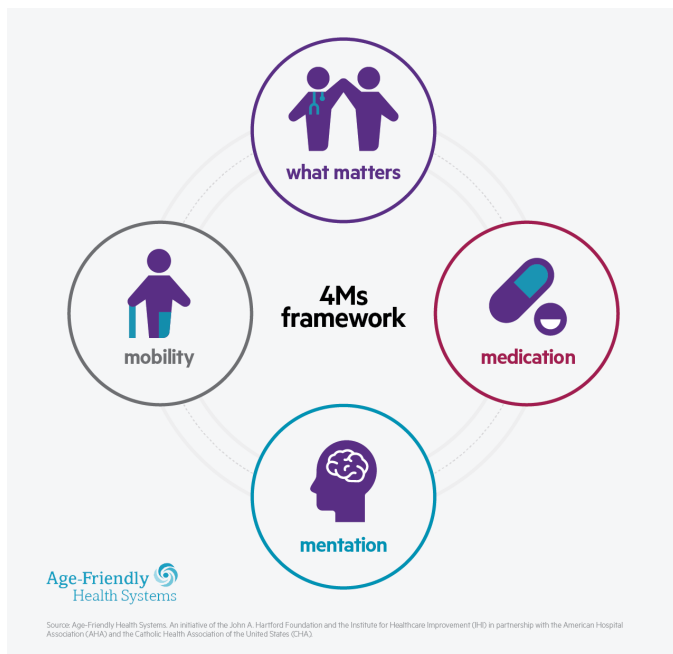 what matters
4Ms
framework
mobility
medication
mentation
Age-Friendly
Health Systems
Source: Age-Friendly Health Systems. An initiative of the John A. Hartford Foundation and the Institute for Healthcare Improvement (IHI) in partnership with the American Hospital
Association (AHA) and the Catholic Health Association of the United States (CHA).